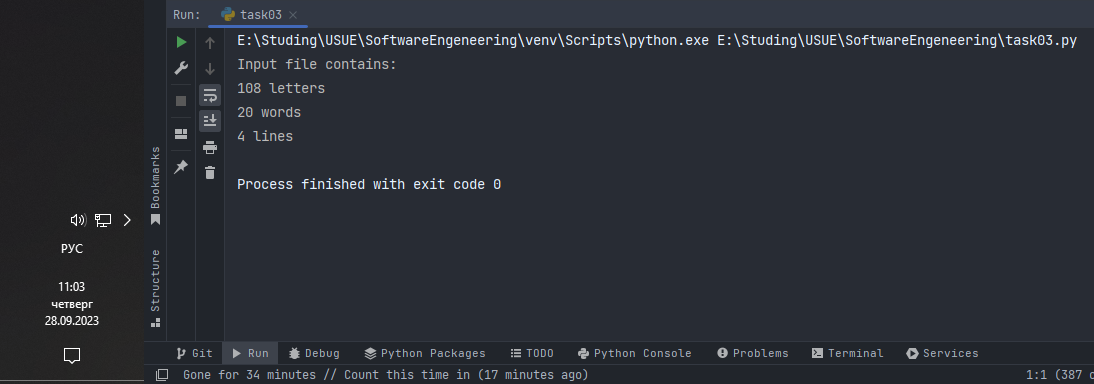 Run: task03
E:\Studing\USUE\SoftwareEngeneering\venv\Scripts\python.exe E:\Studing\USUE\SoftwareEngeneering\task03.py
Input file contains:
108 letters
20 words
4 lines
Process finished with exit code 0
Bookmarks
Structure
РУС
11:03
четверг
28.09.2023
Git Run Debug Python Packages TODO Python Console Problems Terminal Services
Gone for 34 minutes // Count this time in (17 minutes ago) 1:1 (387 c